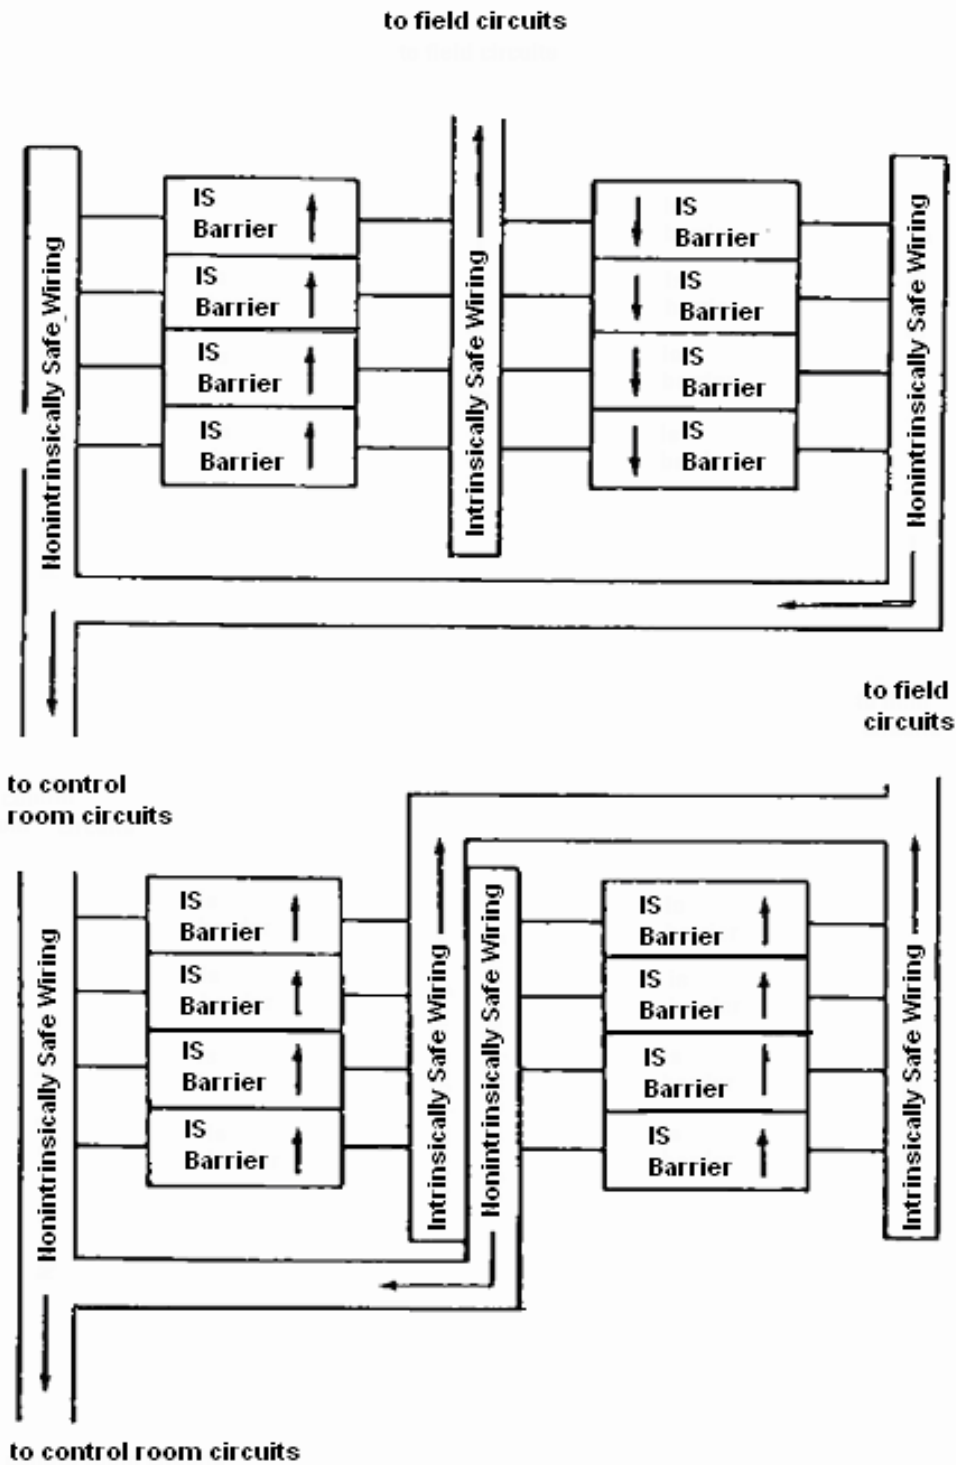 to field circuits
IS
Barrier
IS
Barrier
IS
Barrier
IS
Barrier
IS
Barrier
IS
Barrier
IS
Barrier
IS
Barrier
Nonintrinsically Safe Wiring
Intrinsically Safe Wiring
Nonintrinsically Safe Wiring
to field
circuits
to control
room circuits
IS
Barrier
IS
Barrier
IS
Barrier
IS
Barrier
IS
Barrier
IS
Barrier
IS
Barrier
IS
Barrier
Nonintrinsically Safe Wiring
Intrinsically Safe Wiring
Nonintrinsically Safe Wiring
Intrinsically Safe Wiring
to control room circuits